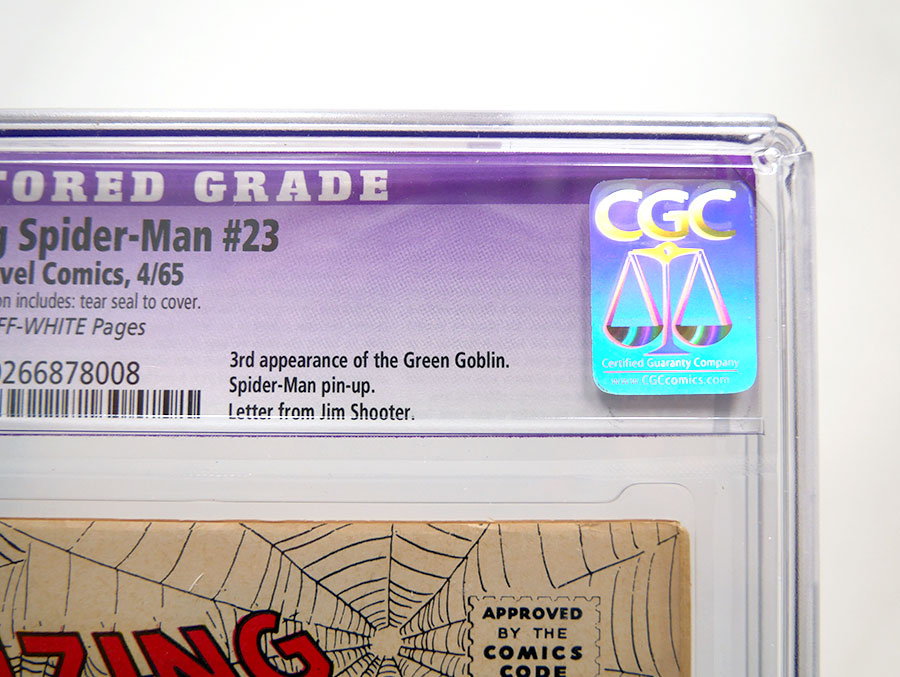 TORED GRADE
g Spider-Man #23
vel Comics, 4/65
on includes: tear seal to cover.
FF-WHITE Pages
0266878008
3rd appearance of the Green Goblin.
Spider-Man pin-up.
Letter from Jim Shooter.
CGC
Certified Guaranty Company
www.CGCcomics.com
AZING
APPROVED
BY THE
COMICS
CODE